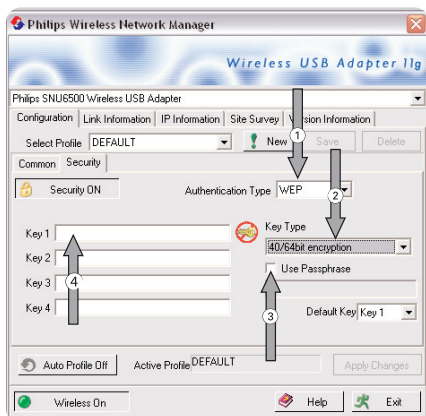 Philips Wireless Network Manager
Wireless USB Adapter 11g
Philips SNU6500 Wireless USB Adapter
Configuration Link Information IP Information Site Survey Version Information
Select Profile DEFAULT New Save Delete
1
Common Security
Security ON Authentication Type WEP
2
Key 1 Key Type
40/64bit encryption
Key 2
Use Passphrase
Key 3 4
Key 4 3 Default Key Key 1
Auto Profile Off Active Profile DEFAULT Apply Changes
Wireless On Help Exit